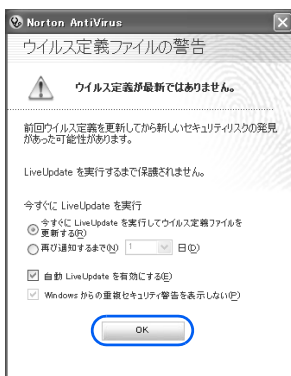 Norton AntiVirus
ウイルス定義ファイルの警告
ウイルス定義が最新ではありません。
前回ウイルス定義を更新してから新しいセキュリティリスクの発見
があった可能性があります。
LiveUpdate を実行するまで保護されません。
今すぐに LiveUpdate を実行
今すぐに LiveUpdate を実行してウイルス定義ファイルを
更新する(R)
再び通知するまで(N) 1 日(D)
自動 LiveUpdate を有効にする(E)
Windows からの重複セキュリティ警告を表示しない(P)
OK